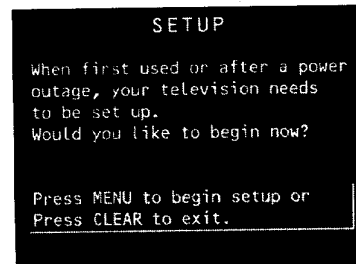 SETUP
When first used or after a power
outage, your television needs
to be set up.
Would you like to begin now?
Press MENU to begin setup or
Press CLEAR to exit.